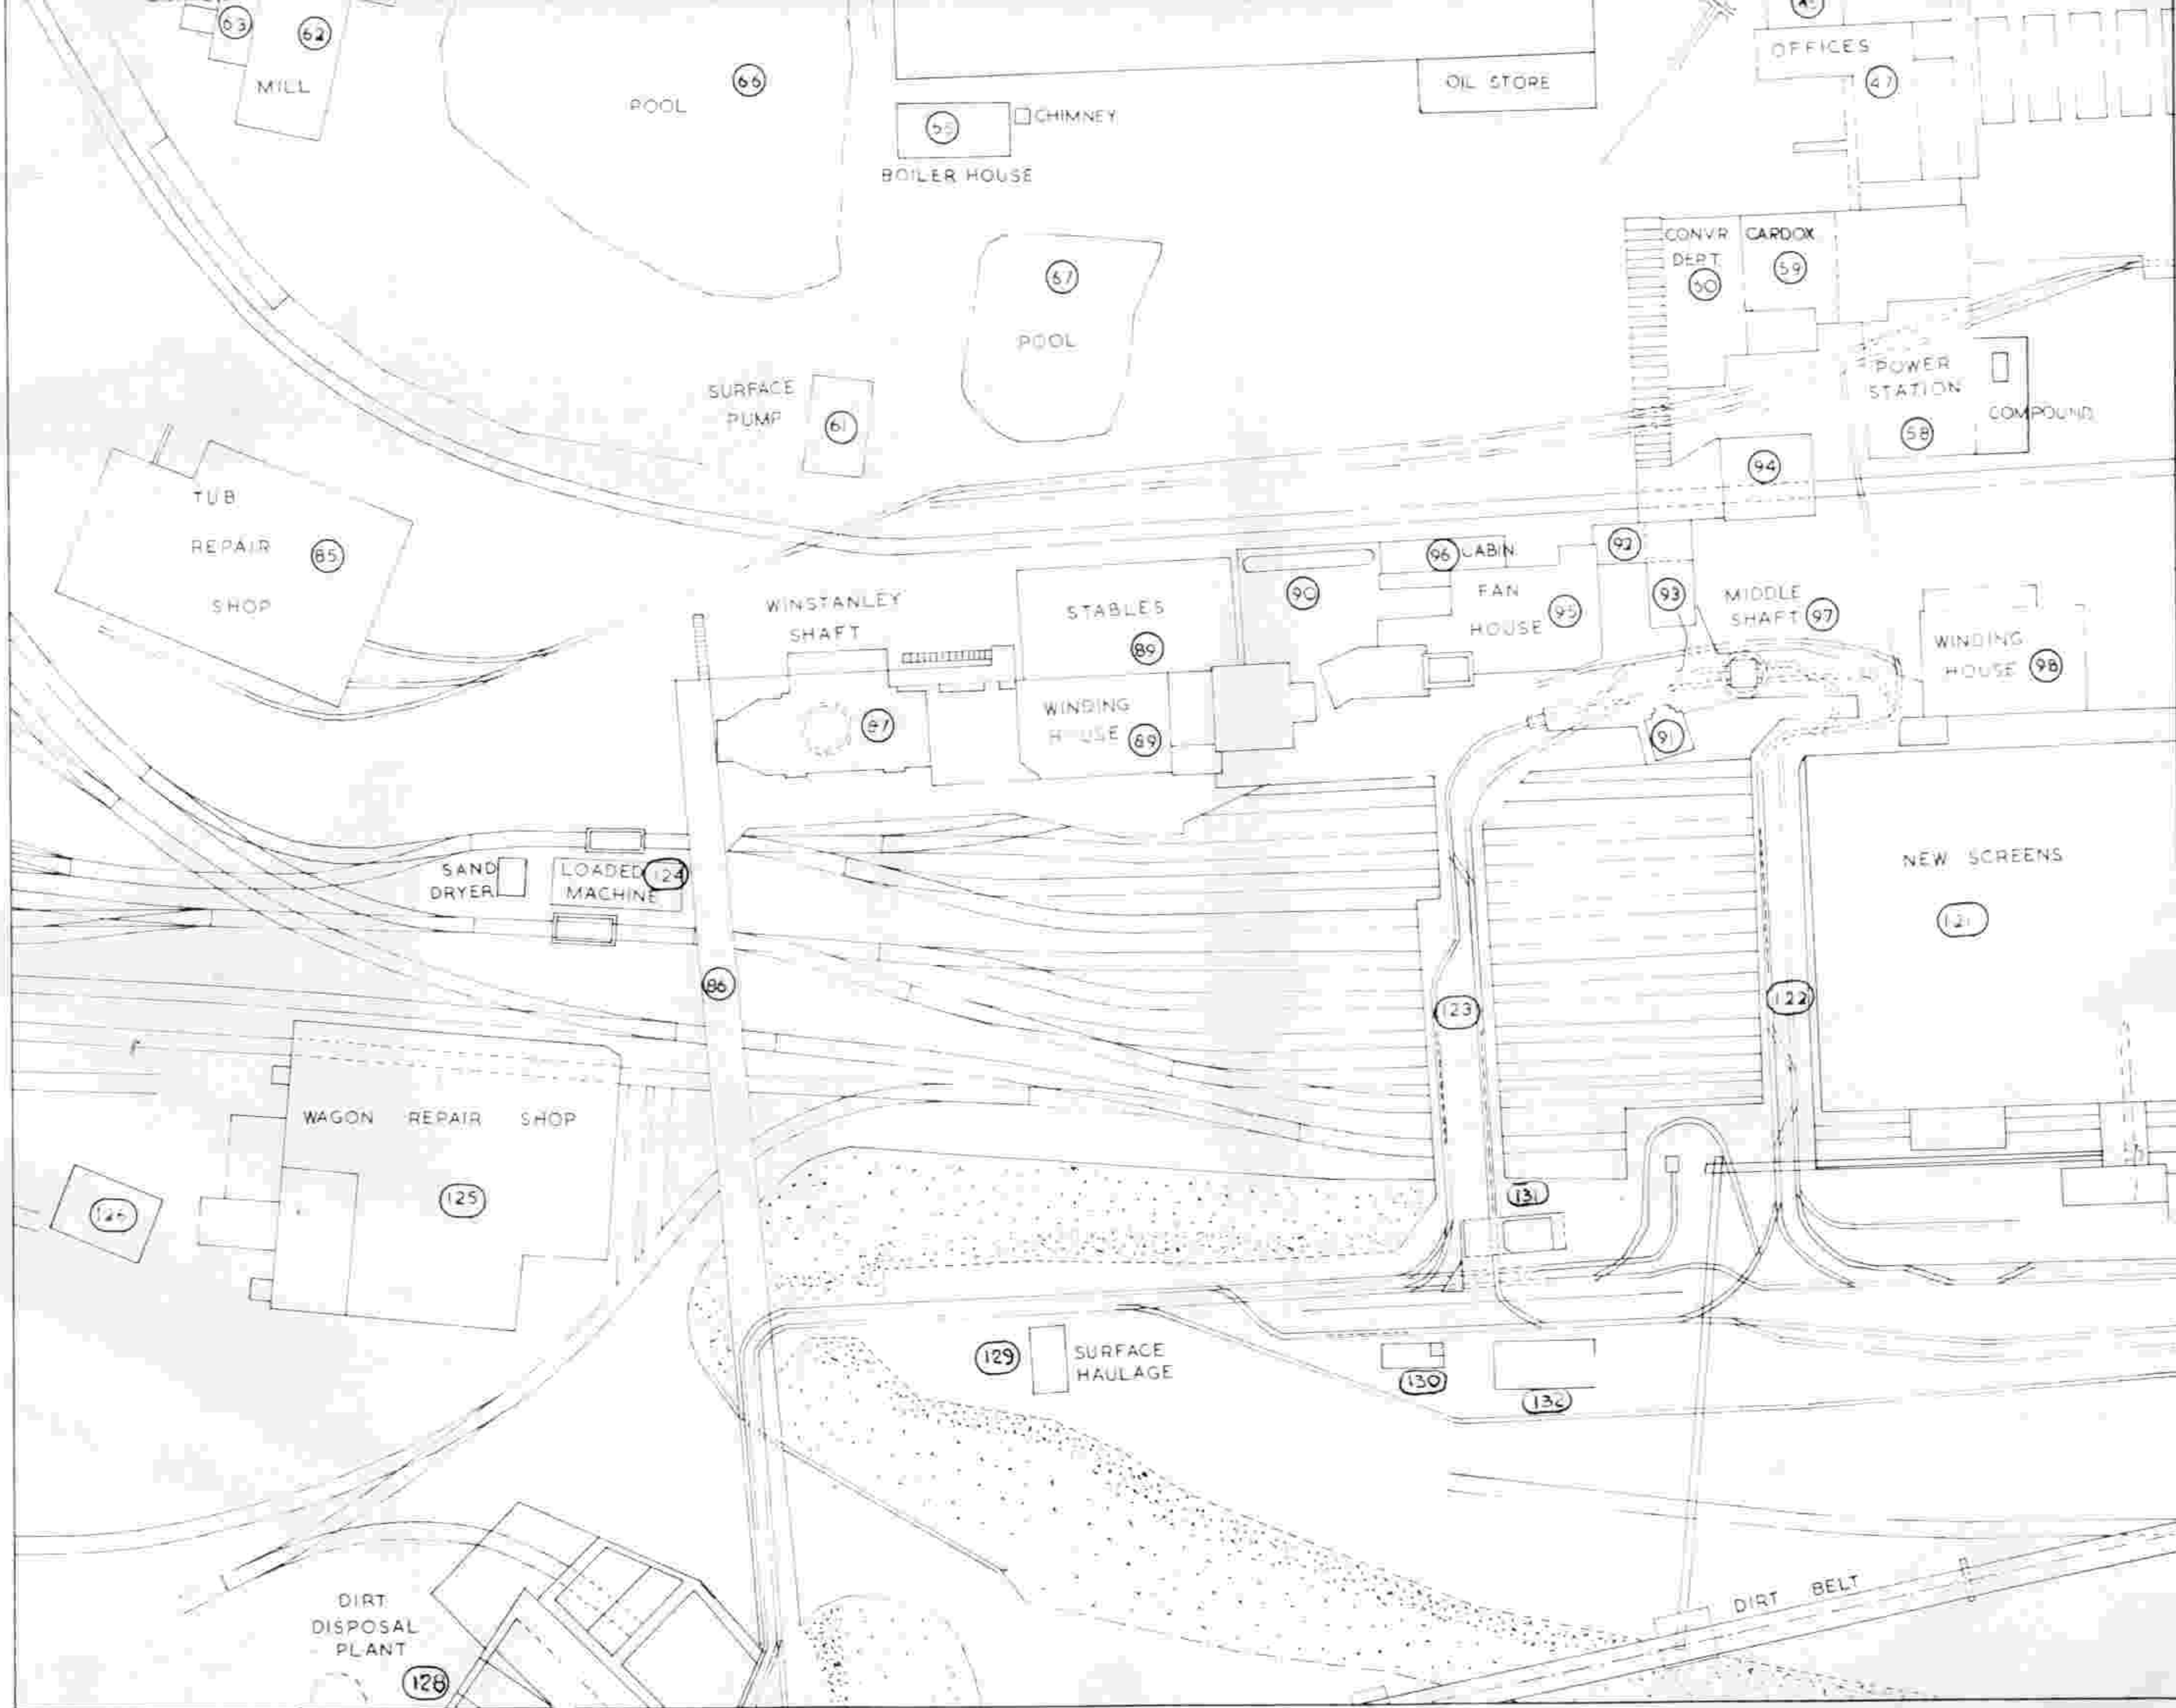 63
62
MILL
POOL
66
CHIMNEY
BOILER HOUSE
OIL STORE
OFFICES
47
67
POOL
CONVR
DEPT.
CARDOX
59
SURFACE
PUMP
61
POWER
STATION
58
COMPOUND
94
TUB
REPAIR
SHOP
85
WINSTANLEY
SHAFT
87
STABLES
89
WINDING
89
90
96 CABIN
FAN
HOUSE
95
92
93
MIDDLE
SHAFT 97
91
WINDING
HOUSE 98
SAND
DRYER
LOADED
MACHINE
124
86
NEW SCREENS
121
123
122
WAGON REPAIR SHOP
125
126
131
129
SURFACE
HAULAGE
130
132
DIRT BELT
DIRT
DISPOSAL
PLANT
128